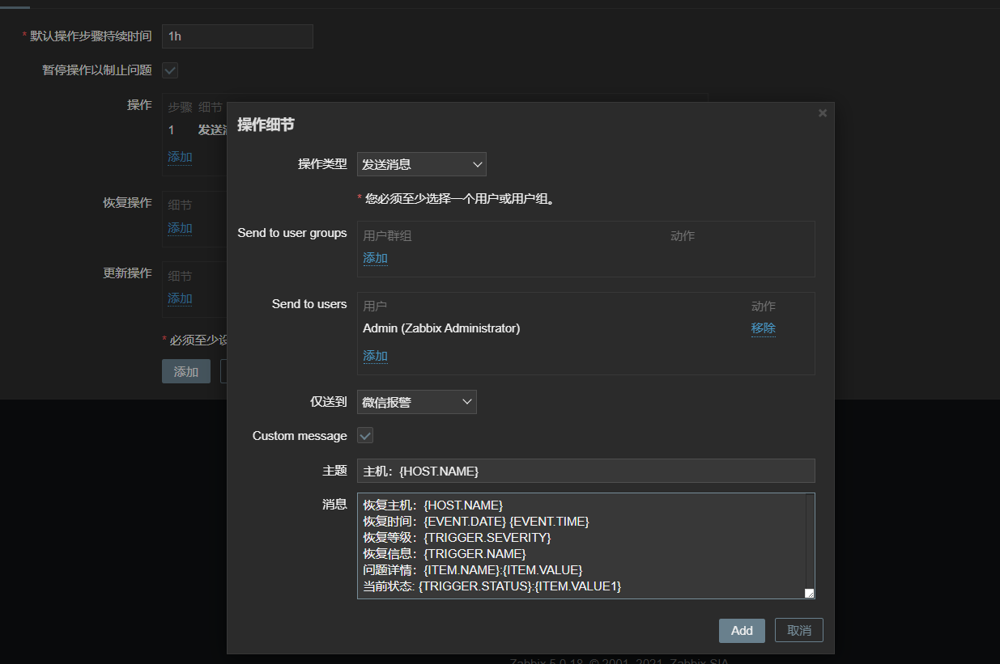 * 默认操作步骤持续时间 1h
暂停操作以制止问题
操作 步骤 细节
1 发送
添加
恢复操作 细节
添加
更新操作 细节
添加
* 必须至少
添加
操作细节
操作类型 发送消息
* 您必须至少选择一个用户或用户组。
Send to user groups 用户群组 动作
添加
Send to users 用户 动作
Admin (Zabbix Administrator) 移除
添加
仅送到 微信报警
Custom message
主题 主机：{HOST.NAME}
消息 恢复主机：{HOST.NAME}
恢复时间：{EVENT.DATE} {EVENT.TIME}
恢复等级：{TRIGGER.SEVERITY}
恢复信息：{TRIGGER.NAME}
问题详情：{ITEM.NAME}:{ITEM.VALUE}
当前状态: {TRIGGER.STATUS}:{ITEM.VALUE1}
Add 取消
Zabbix 5.0.18. © 2001–2021, Zabbix SIA